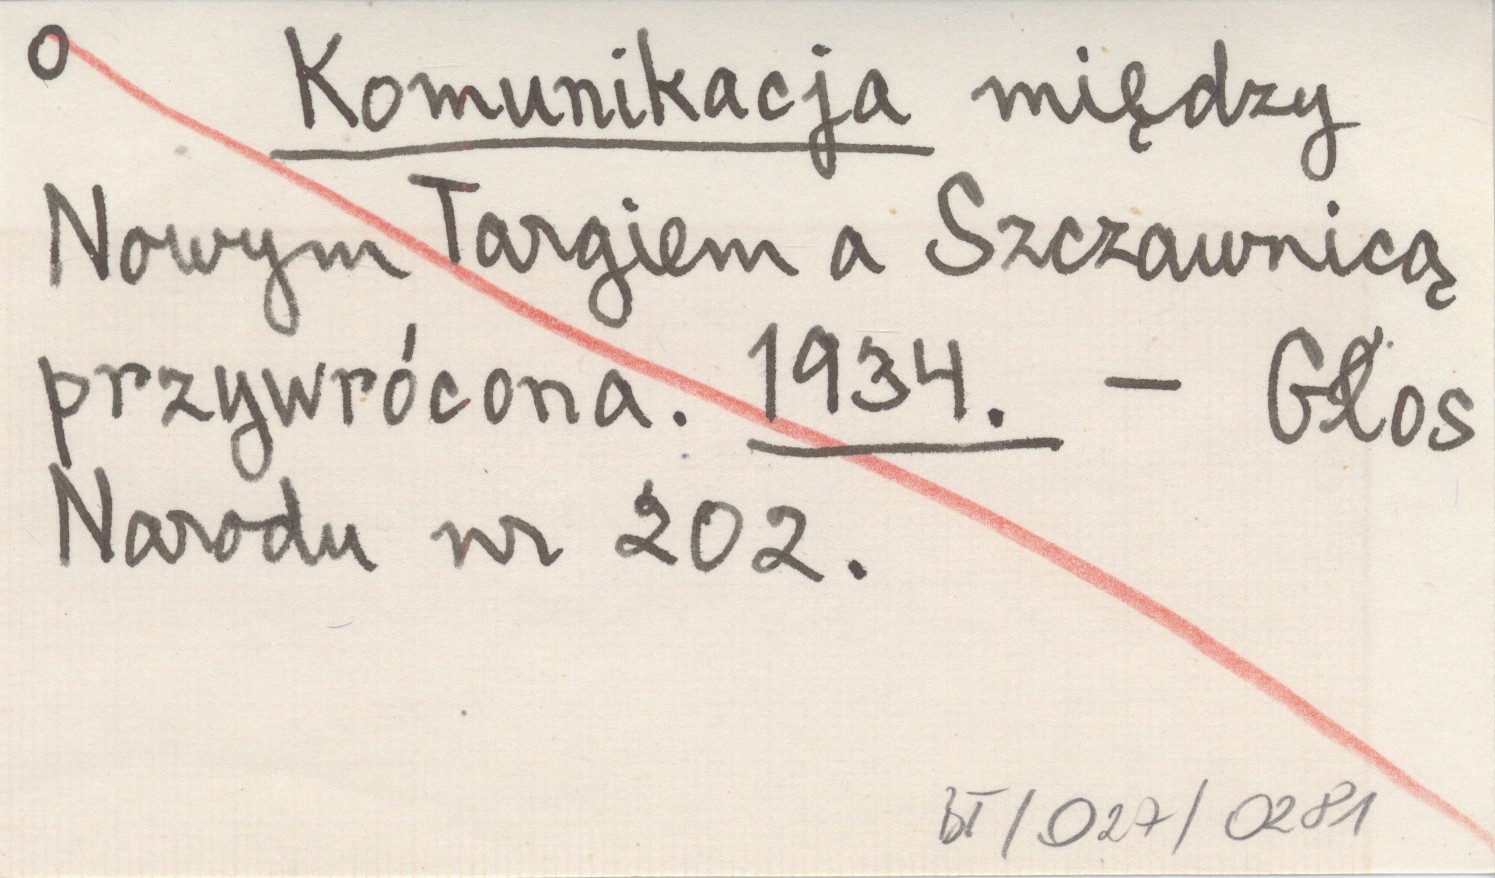 o Komunikacja między
Nowym Targiem a Szczawnicą
przywrócona. 1934. — Głos
Narodu nr 202.
BT/027/0281